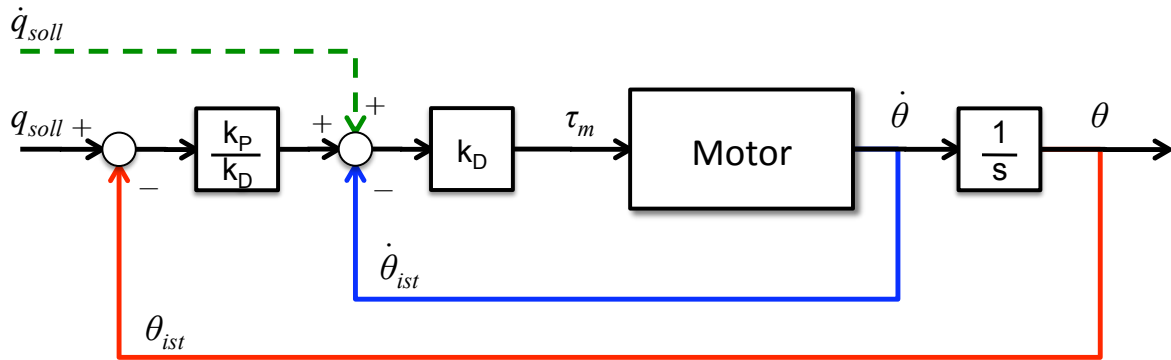 q̇_soll
q_soll + k_P/k_D + + k_D τ_m Motor θ̇ 1/s θ
− −
θ̇_ist
θ_ist